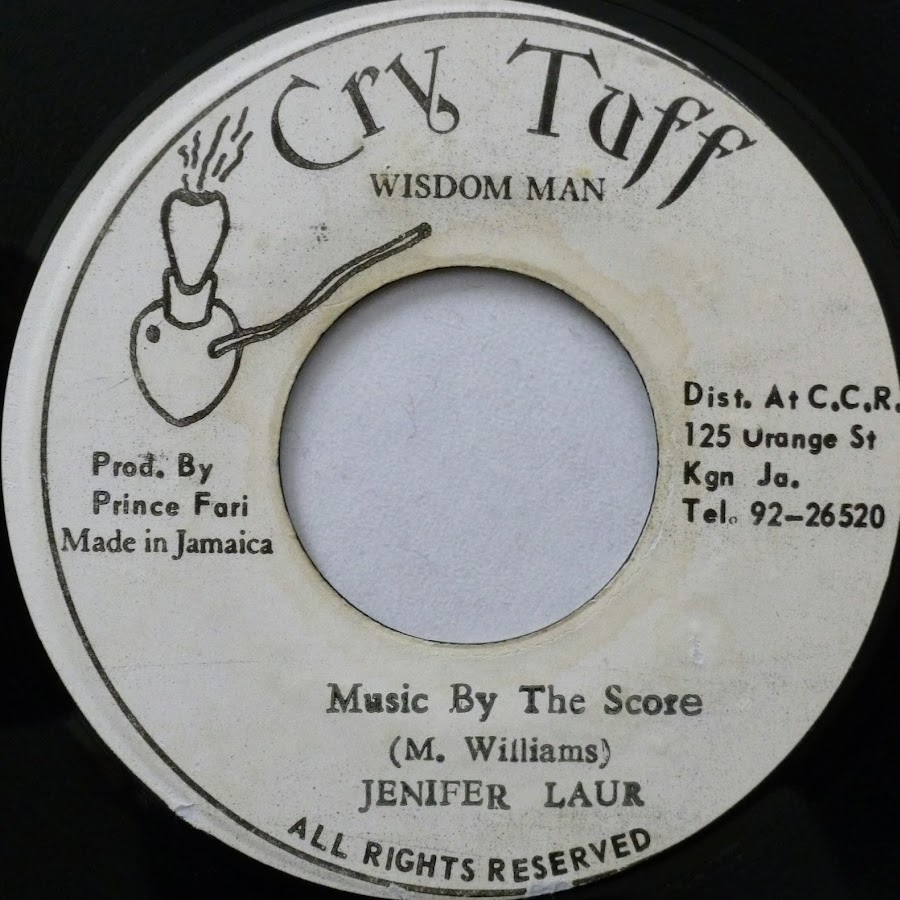 Cry Tuff
WISDOM MAN
Prod. By
Prince Fari
Made in Jamaica
Dist. At C.C.R.
125 Orange St
Kgn Ja.
Tel. 92-26520
Music By The Score
(M. Williams)
JENIFER LAUR
ALL RIGHTS RESERVED